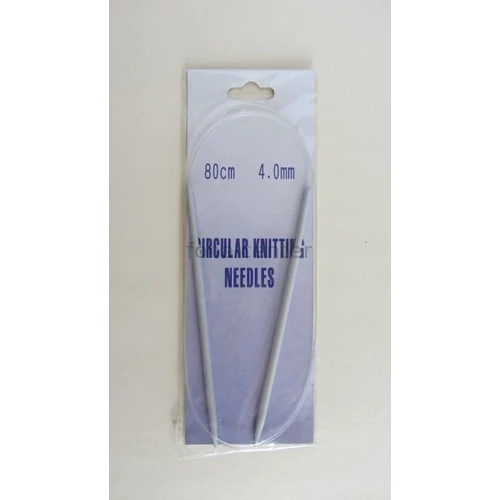 80cm 4.0mm
CIRCULAR KNITTING
NEEDLES